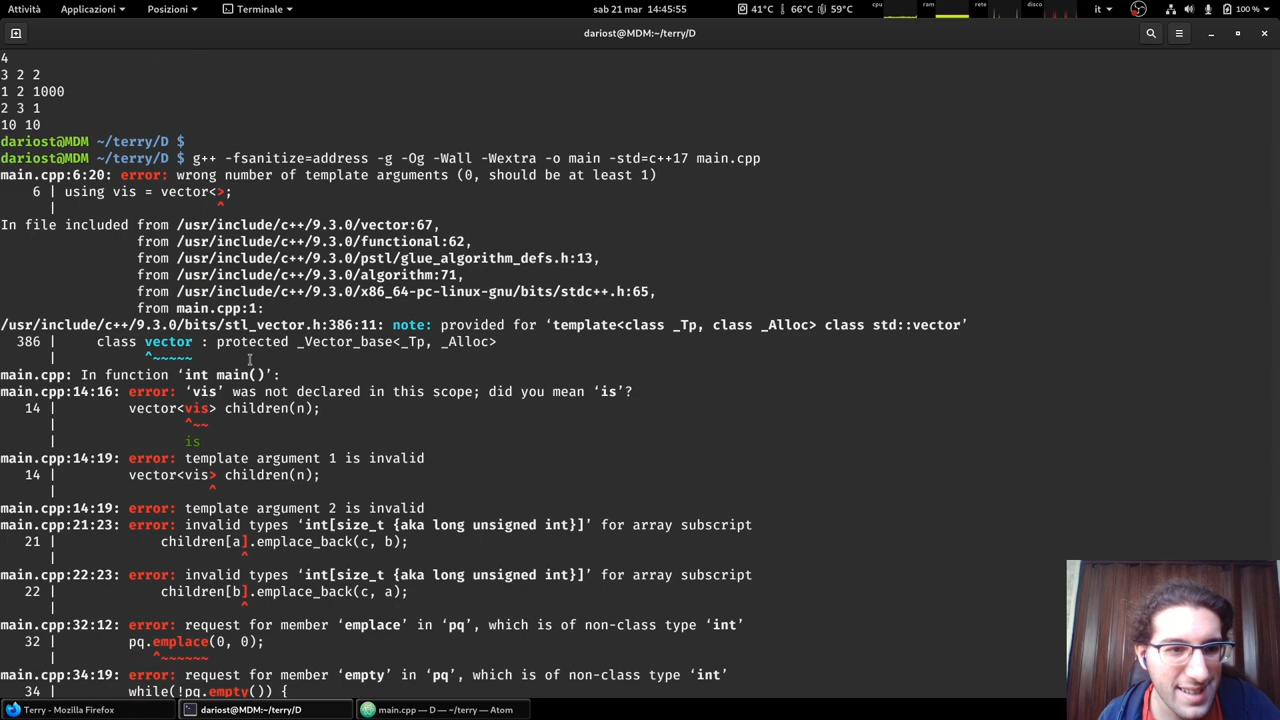 Attività Applicazioni Posizioni Terminale sab 21 mar 14:45:55 41°C 66°C 59°C cpu ram rete disco it 100 %
dariost@MDM:~/terry/D
4
3 2 2
1 2 1000
2 3 1
10 10
dariost@MDM ~/terry/D $
dariost@MDM ~/terry/D $ g++ -fsanitize=address -g -Og -Wall -Wextra -o main -std=c++17 main.cpp
main.cpp:6:20: error: wrong number of template arguments (0, should be at least 1)
6 | using vis = vector<>;
| ^
In file included from /usr/include/c++/9.3.0/vector:67,
from /usr/include/c++/9.3.0/functional:62,
from /usr/include/c++/9.3.0/pstl/glue_algorithm_defs.h:13,
from /usr/include/c++/9.3.0/algorithm:71,
from /usr/include/c++/9.3.0/x86_64-pc-linux-gnu/bits/stdc++.h:65,
from main.cpp:1:
/usr/include/c++/9.3.0/bits/stl_vector.h:386:11: note: provided for ‘template<class _Tp, class _Alloc> class std::vector’
386 | class vector : protected _Vector_base<_Tp, _Alloc>
| ^~~~~~
main.cpp: In function ‘int main()’:
main.cpp:14:16: error: ‘vis’ was not declared in this scope; did you mean ‘is’?
14 | vector<vis> children(n);
| ^~~
| is
main.cpp:14:19: error: template argument 1 is invalid
14 | vector<vis> children(n);
| ^
main.cpp:14:19: error: template argument 2 is invalid
main.cpp:21:23: error: invalid types ‘int[size_t {aka long unsigned int}]’ for array subscript
21 | children[a].emplace_back(c, b);
| ^
main.cpp:22:23: error: invalid types ‘int[size_t {aka long unsigned int}]’ for array subscript
22 | children[b].emplace_back(c, a);
| ^
main.cpp:32:12: error: request for member ‘emplace’ in ‘pq’, which is of non-class type ‘int’
32 | pq.emplace(0, 0);
| ^~~~~~~
main.cpp:34:19: error: request for member ‘empty’ in ‘pq’, which is of non-class type ‘int’
34 | while(!pq.empty()) {
Terry - Mozilla Firefox dariost@MDM:~/terry/D main.cpp — D — ~/terry — Atom